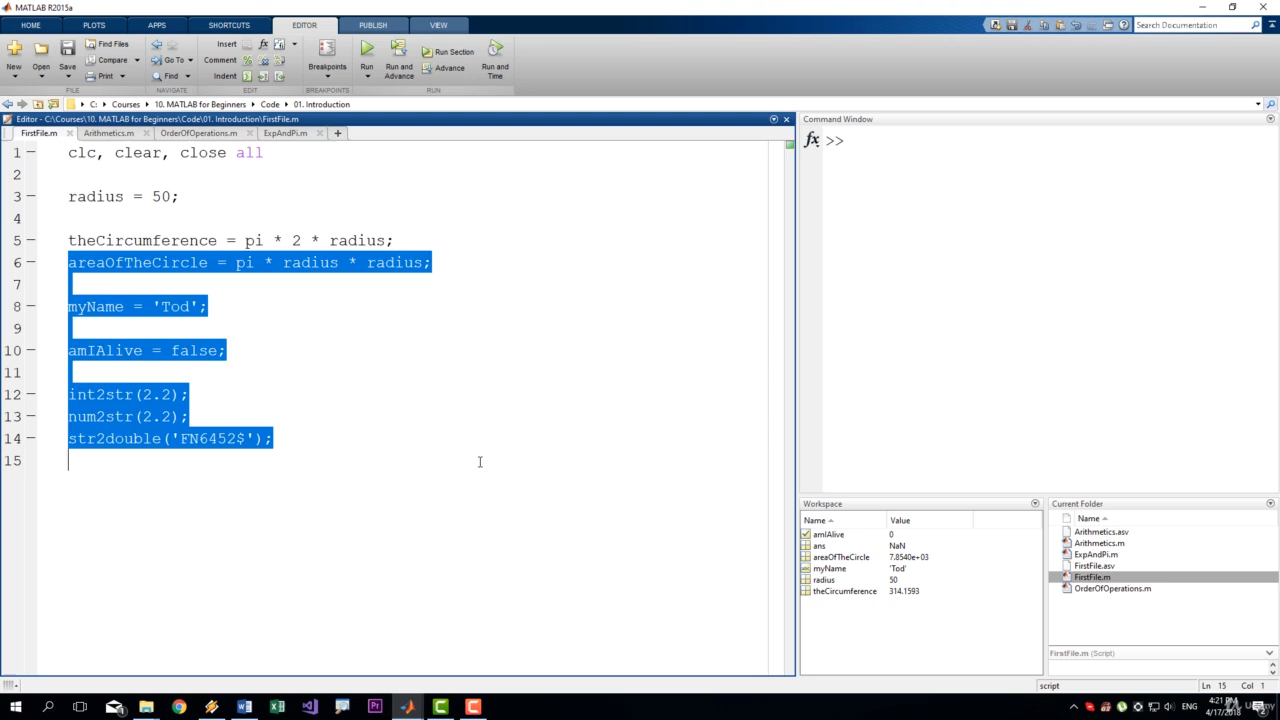 MATLAB R2015a
HOME PLOTS APPS SHORTCUTS EDITOR PUBLISH VIEW
Search Documentation
New Open Save
Find Files
Compare
Print
Go To
Find
Insert
Comment
Indent
fx
Breakpoints
Run
Run and Advance
Run Section
Advance
Run and Time
FILE NAVIGATE EDIT BREAKPOINTS RUN
C: Courses 10. MATLAB for Beginners Code 01. Introduction
Editor - C:\Courses\10. MATLAB for Beginners\Code\01. Introduction\FirstFile.m
FirstFile.m Arithmetics.m OrderOfOperations.m ExpAndPi.m
1 clc, clear, close all
2
3 radius = 50;
4
5 theCircumference = pi * 2 * radius;
6 areaOfTheCircle = pi * radius * radius;
7
8 myName = 'Tod';
9
10 amIAlive = false;
11
12 int2str(2.2);
13 num2str(2.2);
14 str2double('FN6452$');
15
Command Window
fx >>
Workspace
Name Value
amIAlive 0
ans NaN
areaOfTheCircle 7.8540e+03
myName 'Tod'
radius 50
theCircumference 314.1593
Current Folder
Name
Arithmetics.asv
Arithmetics.m
ExpAndPi.m
FirstFile.asv
FirstFile.m
OrderOfOperations.m
FirstFile.m (Script)
script Ln 15 Col 1
ENG
4:21 PM
4/17/2018